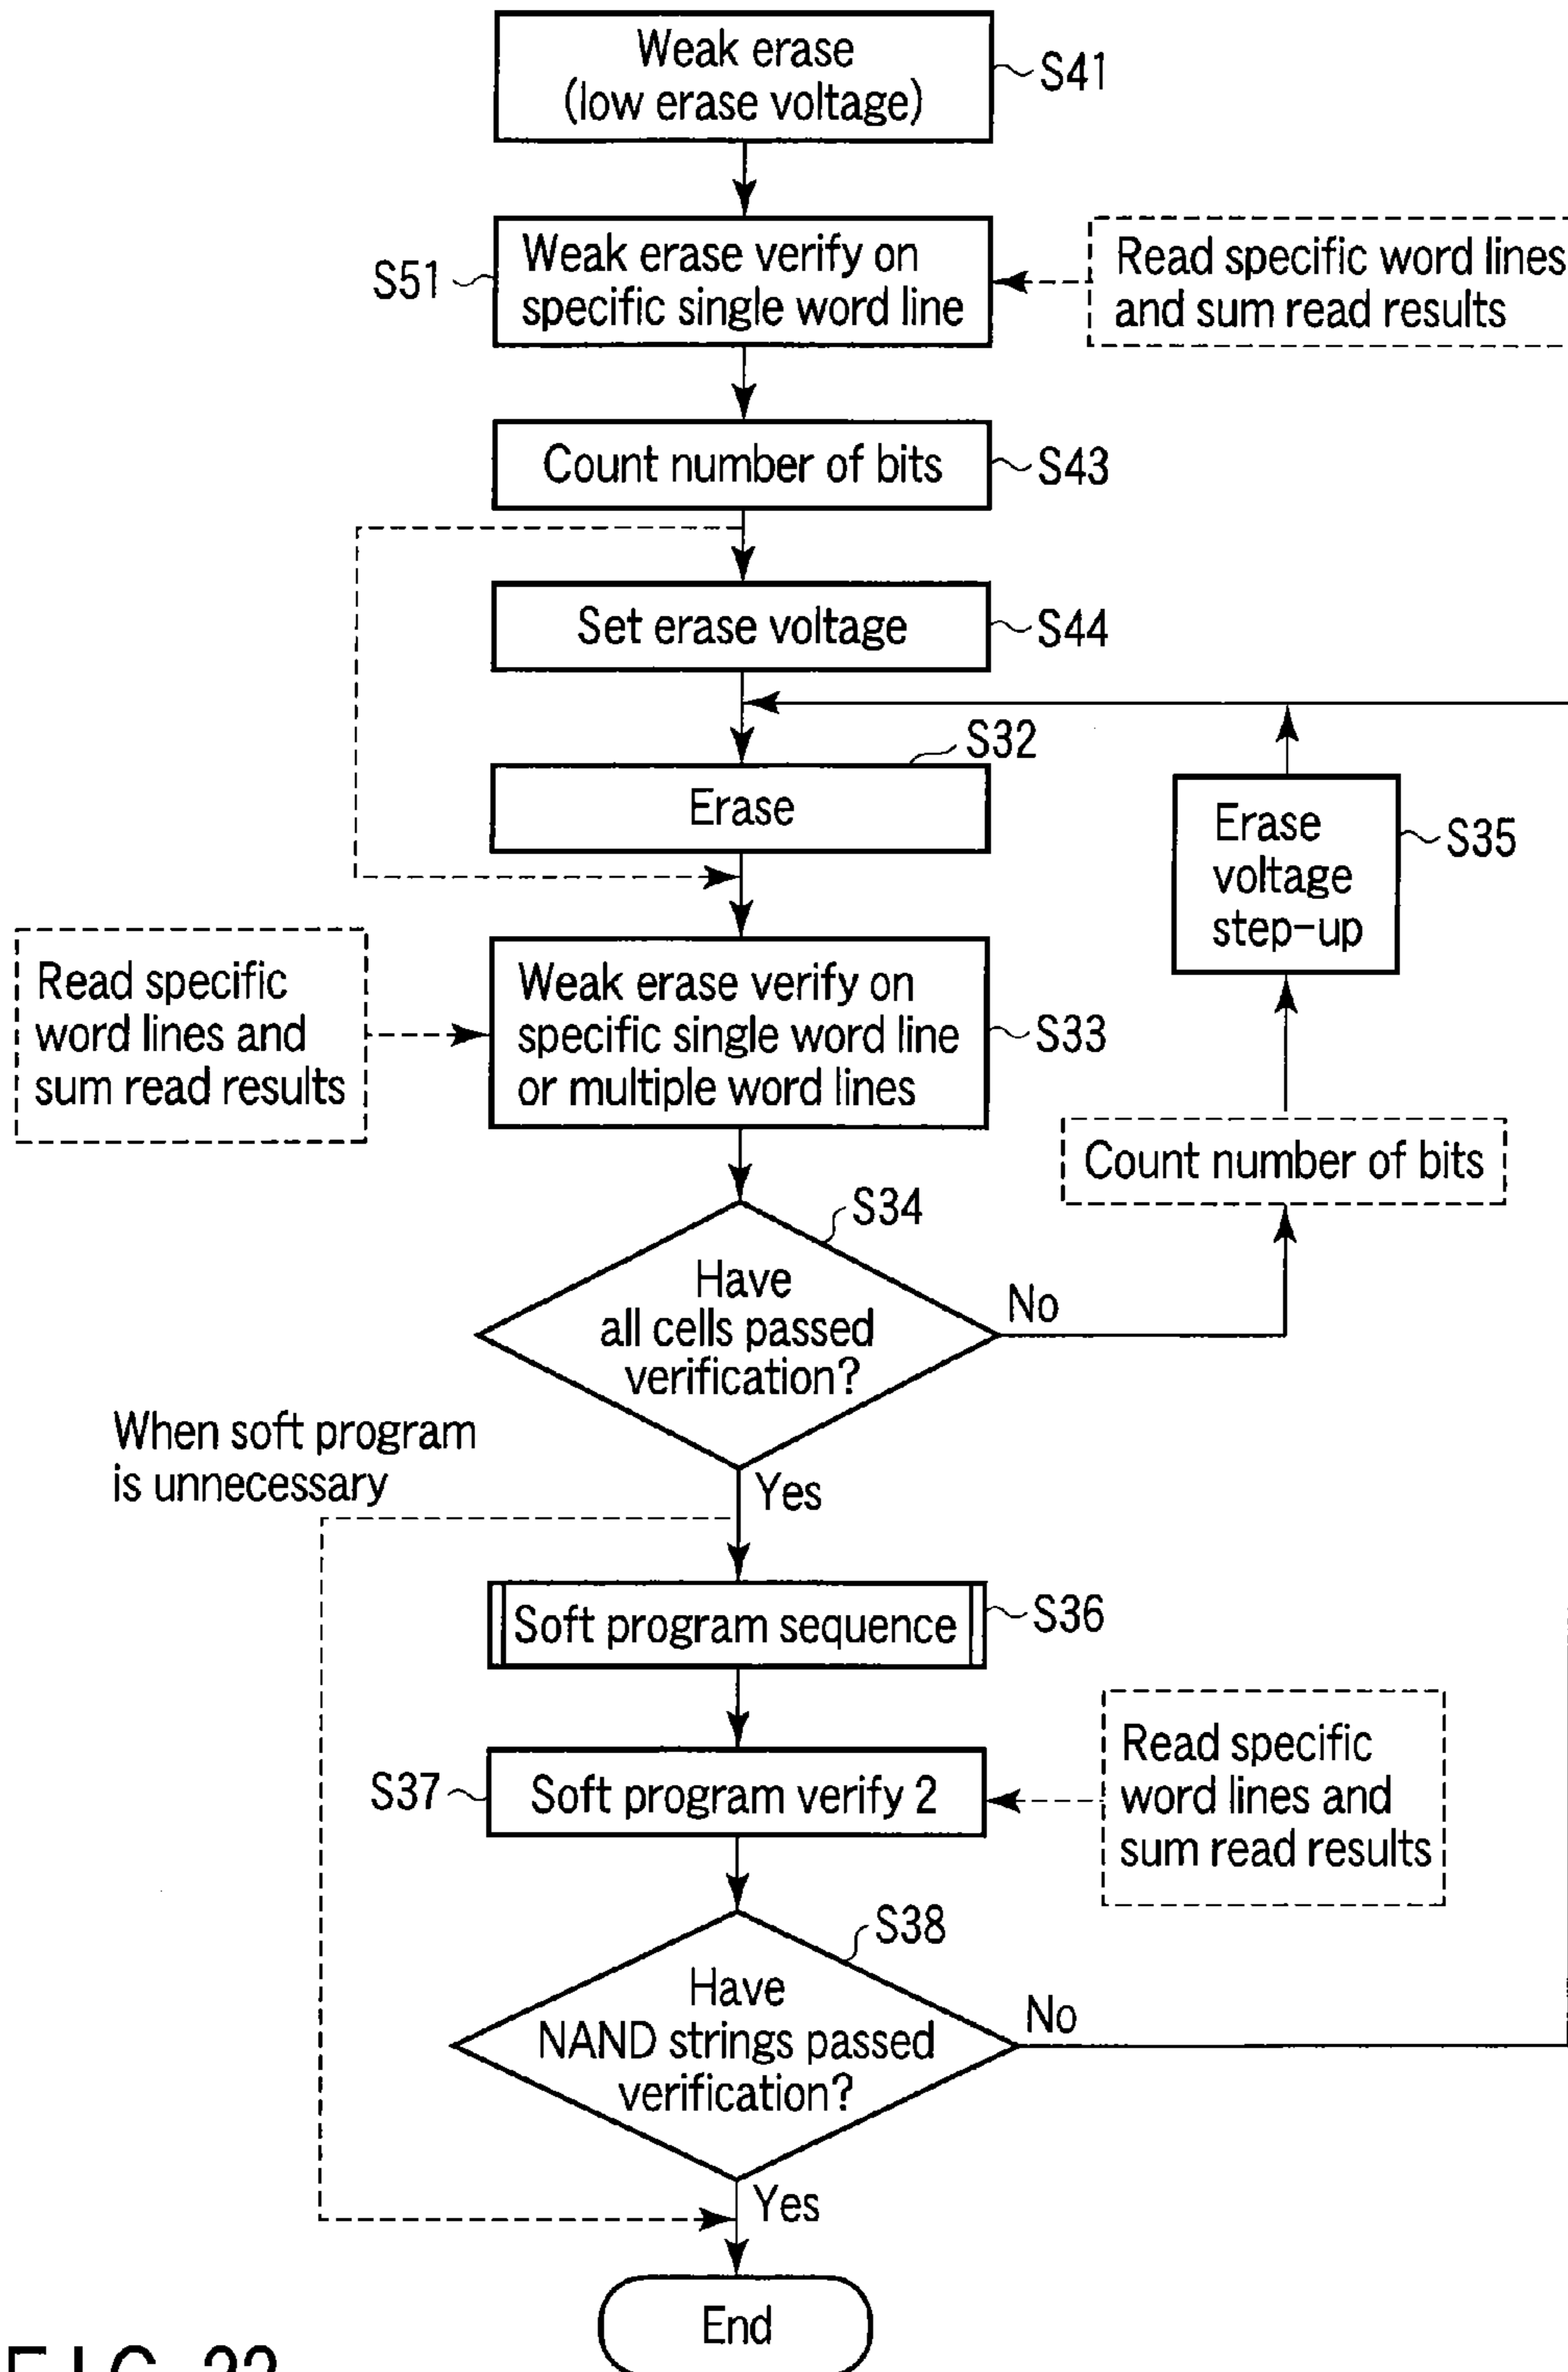 Weak erase
(low erase voltage)
S41
S51
Weak erase verify on
specific single word line
Read specific word lines
and sum read results
Count number of bits
S43
Set erase voltage
S44
S32
Erase
Erase
voltage
step-up
S35
Read specific
word lines and
sum read results
Weak erase verify on
specific single word line
or multiple word lines
S33
Count number of bits
S34
Have
all cells passed
verification?
No
When soft program
is unnecessary
Yes
Soft program sequence
S36
S37
Soft program verify 2
Read specific
word lines and
sum read results
S38
Have
NAND strings passed
verification?
No
Yes
End
FIG. 22